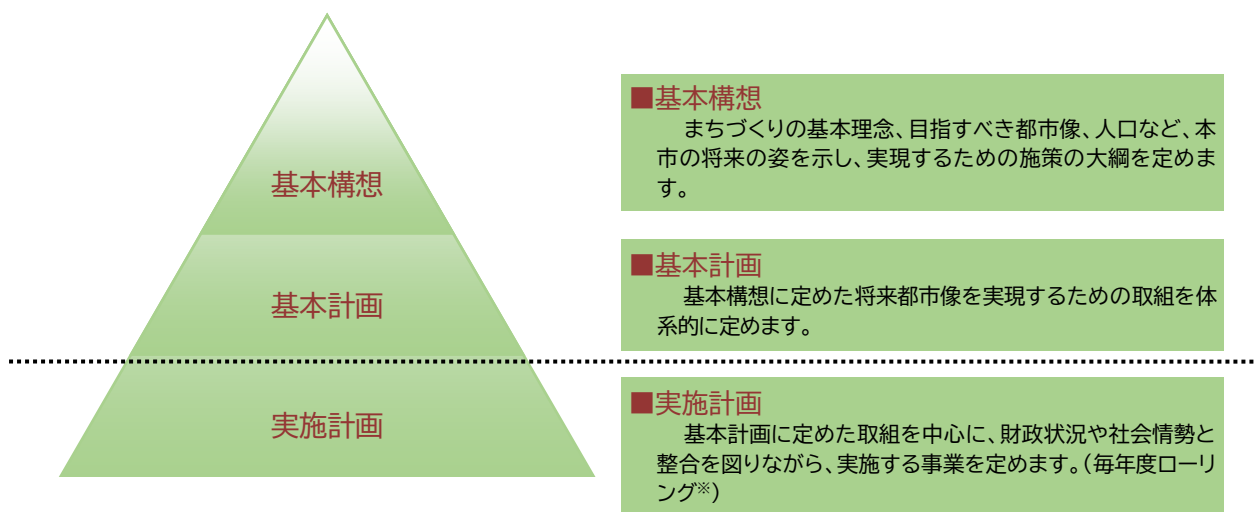 基本構想
基本計画
実施計画
■基本構想
まちづくりの基本理念、目指すべき都市像、人口など、本
市の将来の姿を示し、実現するための施策の大綱を定めま
す。
■基本計画
基本構想に定めた将来都市像を実現するための取組を体
系的に定めます。
■実施計画
基本計画に定めた取組を中心に、財政状況や社会情勢と
整合を図りながら、実施する事業を定めます。（毎年度ローリ
ング※）